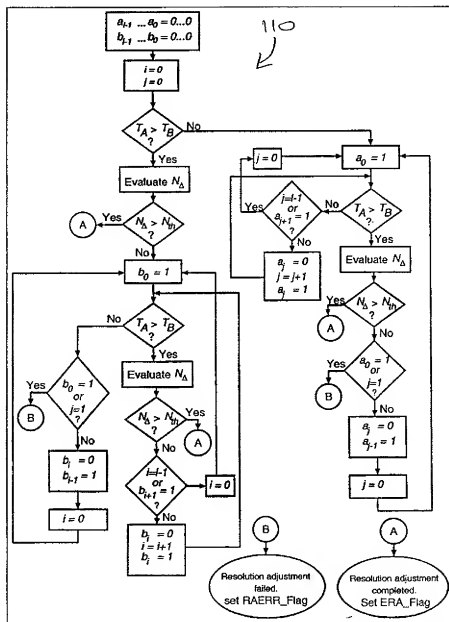 a_{l-1} ... a_0 = 0...0
b_{l-1} ... b_0 = 0...0
110
i = 0
j = 0
T_A > T_B
?
No
Yes
Evaluate N_Δ
A
Yes
N_Δ > N_th
?
No
b_0 = 1
No
T_A > T_B
?
Yes
Evaluate N_Δ
Yes
b_0 = 1
or
j=1
?
B
No
b_i = 0
b_{i-1} = 1
i = 0
N_Δ > N_th
?
Yes
A
No
i=l-1
or
b_{i+1} = 1
?
i = 0
No
b_i = 0
i = i+1
b_i = 1
j = 0
a_0 = 1
Yes
j=l-1
or
a_{j+1} = 1
?
No
T_A > T_B
?
No
a_j = 0
j = j+1
a_j = 1
Yes
Evaluate N_Δ
Yes
N_Δ > N_th
?
A
No
Yes
a_0 = 1
or
j=1
?
B
No
a_j = 0
a_{j-1} = 1
j = 0
B
Resolution adjustment
failed.
set RAERR_Flag
A
Resolution adjustment
completed.
Set ERA_Flag